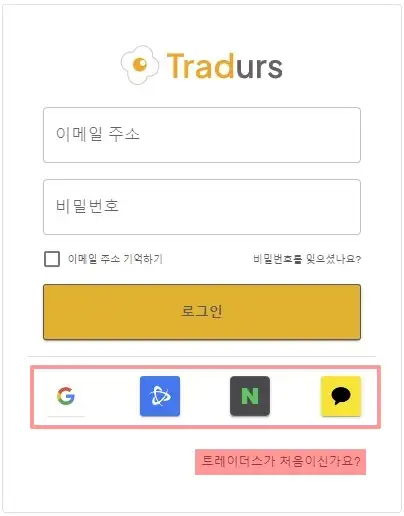 Tradurs
이메일 주소
비밀번호
이메일 주소 기억하기
비밀번호를 잊으셨나요?
로그인
G
N
트레이더스가 처음이신가요?